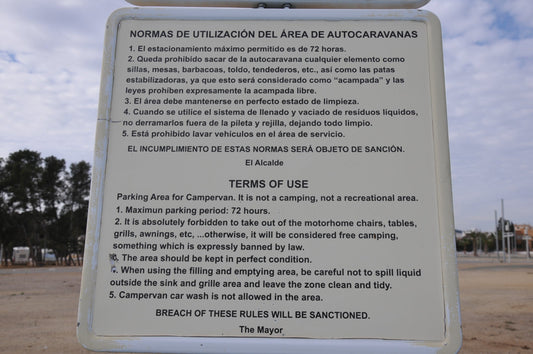 NORMAS DE UTILIZACIÓN DEL ÁREA DE AUTOCARAVANAS
1. El estacionamiento máximo permitido es de 72 horas.
2. Queda prohibido sacar de la autocaravana cualquier elemento como
sillas, mesas, barbacoas, toldo, tendederos, etc., así como las patas
estabilizadoras, ya que esto será considerado como "acampada" y las
leyes prohíben expresamente la acampada libre.
3. El área debe mantenerse en perfecto estado de limpieza.
4. Cuando se utilice el sistema de llenado y vaciado de residuos líquidos,
no derramarlos fuera de la pileta y rejilla, dejando todo limpio.
5. Está prohibido lavar vehículos en el área de servicio.
EL INCUMPLIMIENTO DE ESTAS NORMAS SERÁ OBJETO DE SANCIÓN.
El Alcalde
TERMS OF USE
Parking Area for Campervan. It is not a camping, not a recreational area.
1. Maximun parking period: 72 hours.
2. It is absolutely forbidden to take out of the motorhome chairs, tables,
grills, awnings, etc, ...otherwise, it will be considered free camping,
something which is expressly banned by law.
3. The area should be kept in perfect condition.
4. When using the filling and emptying area, be careful not to spill liquid
outside the sink and grille area and leave the zone clean and tidy.
5. Campervan car wash is not allowed in the area.
BREACH OF THESE RULES WILL BE SANCTIONED.
The Mayor